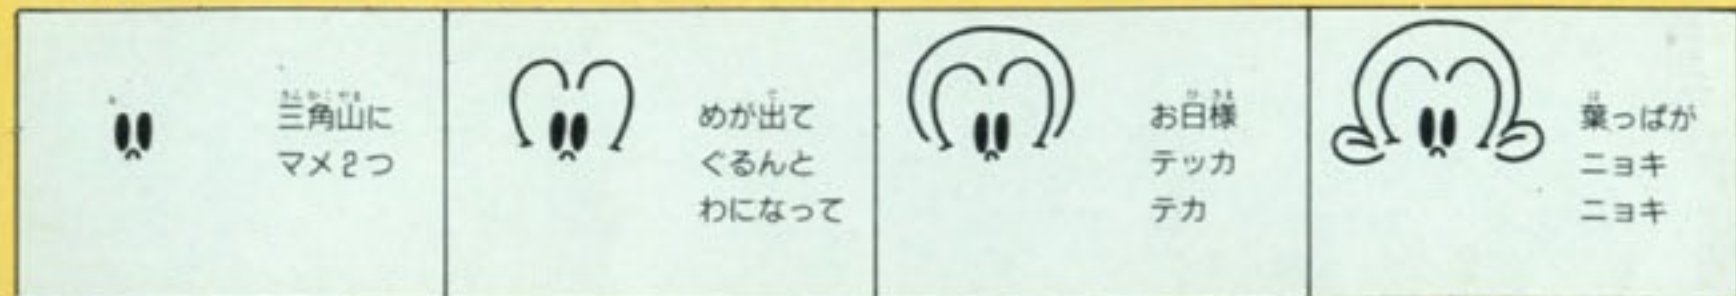 三角山に
マメ2つ
めが出て
ぐるんと
わになって
お日様
テッカ
テカ
葉っぱが
ニョキ
ニョキ